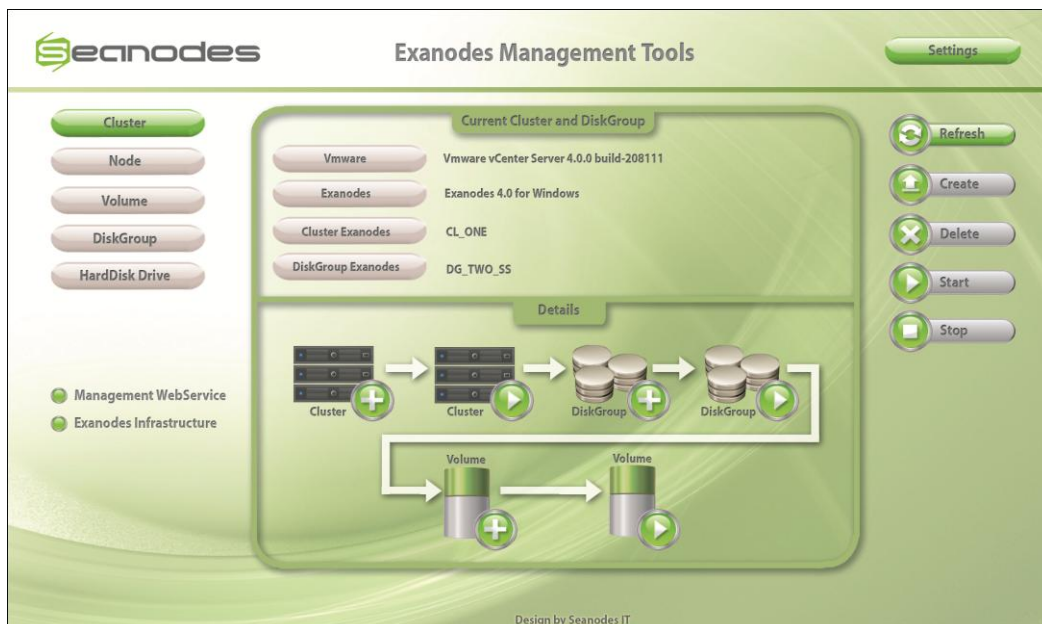 Seanodes
Exanodes Management Tools
Settings
Cluster
Node
Volume
DiskGroup
HardDisk Drive
Management WebService
Exanodes Infrastructure
Current Cluster and DiskGroup
Vmware Vmware vCenter Server 4.0.0 build-208111
Exanodes Exanodes 4.0 for Windows
Cluster Exanodes CL_ONE
DiskGroup Exanodes DG_TWO_SS
Details
Cluster Cluster DiskGroup DiskGroup
Volume Volume
Refresh
Create
Delete
Start
Stop
Design by Seanodes IT